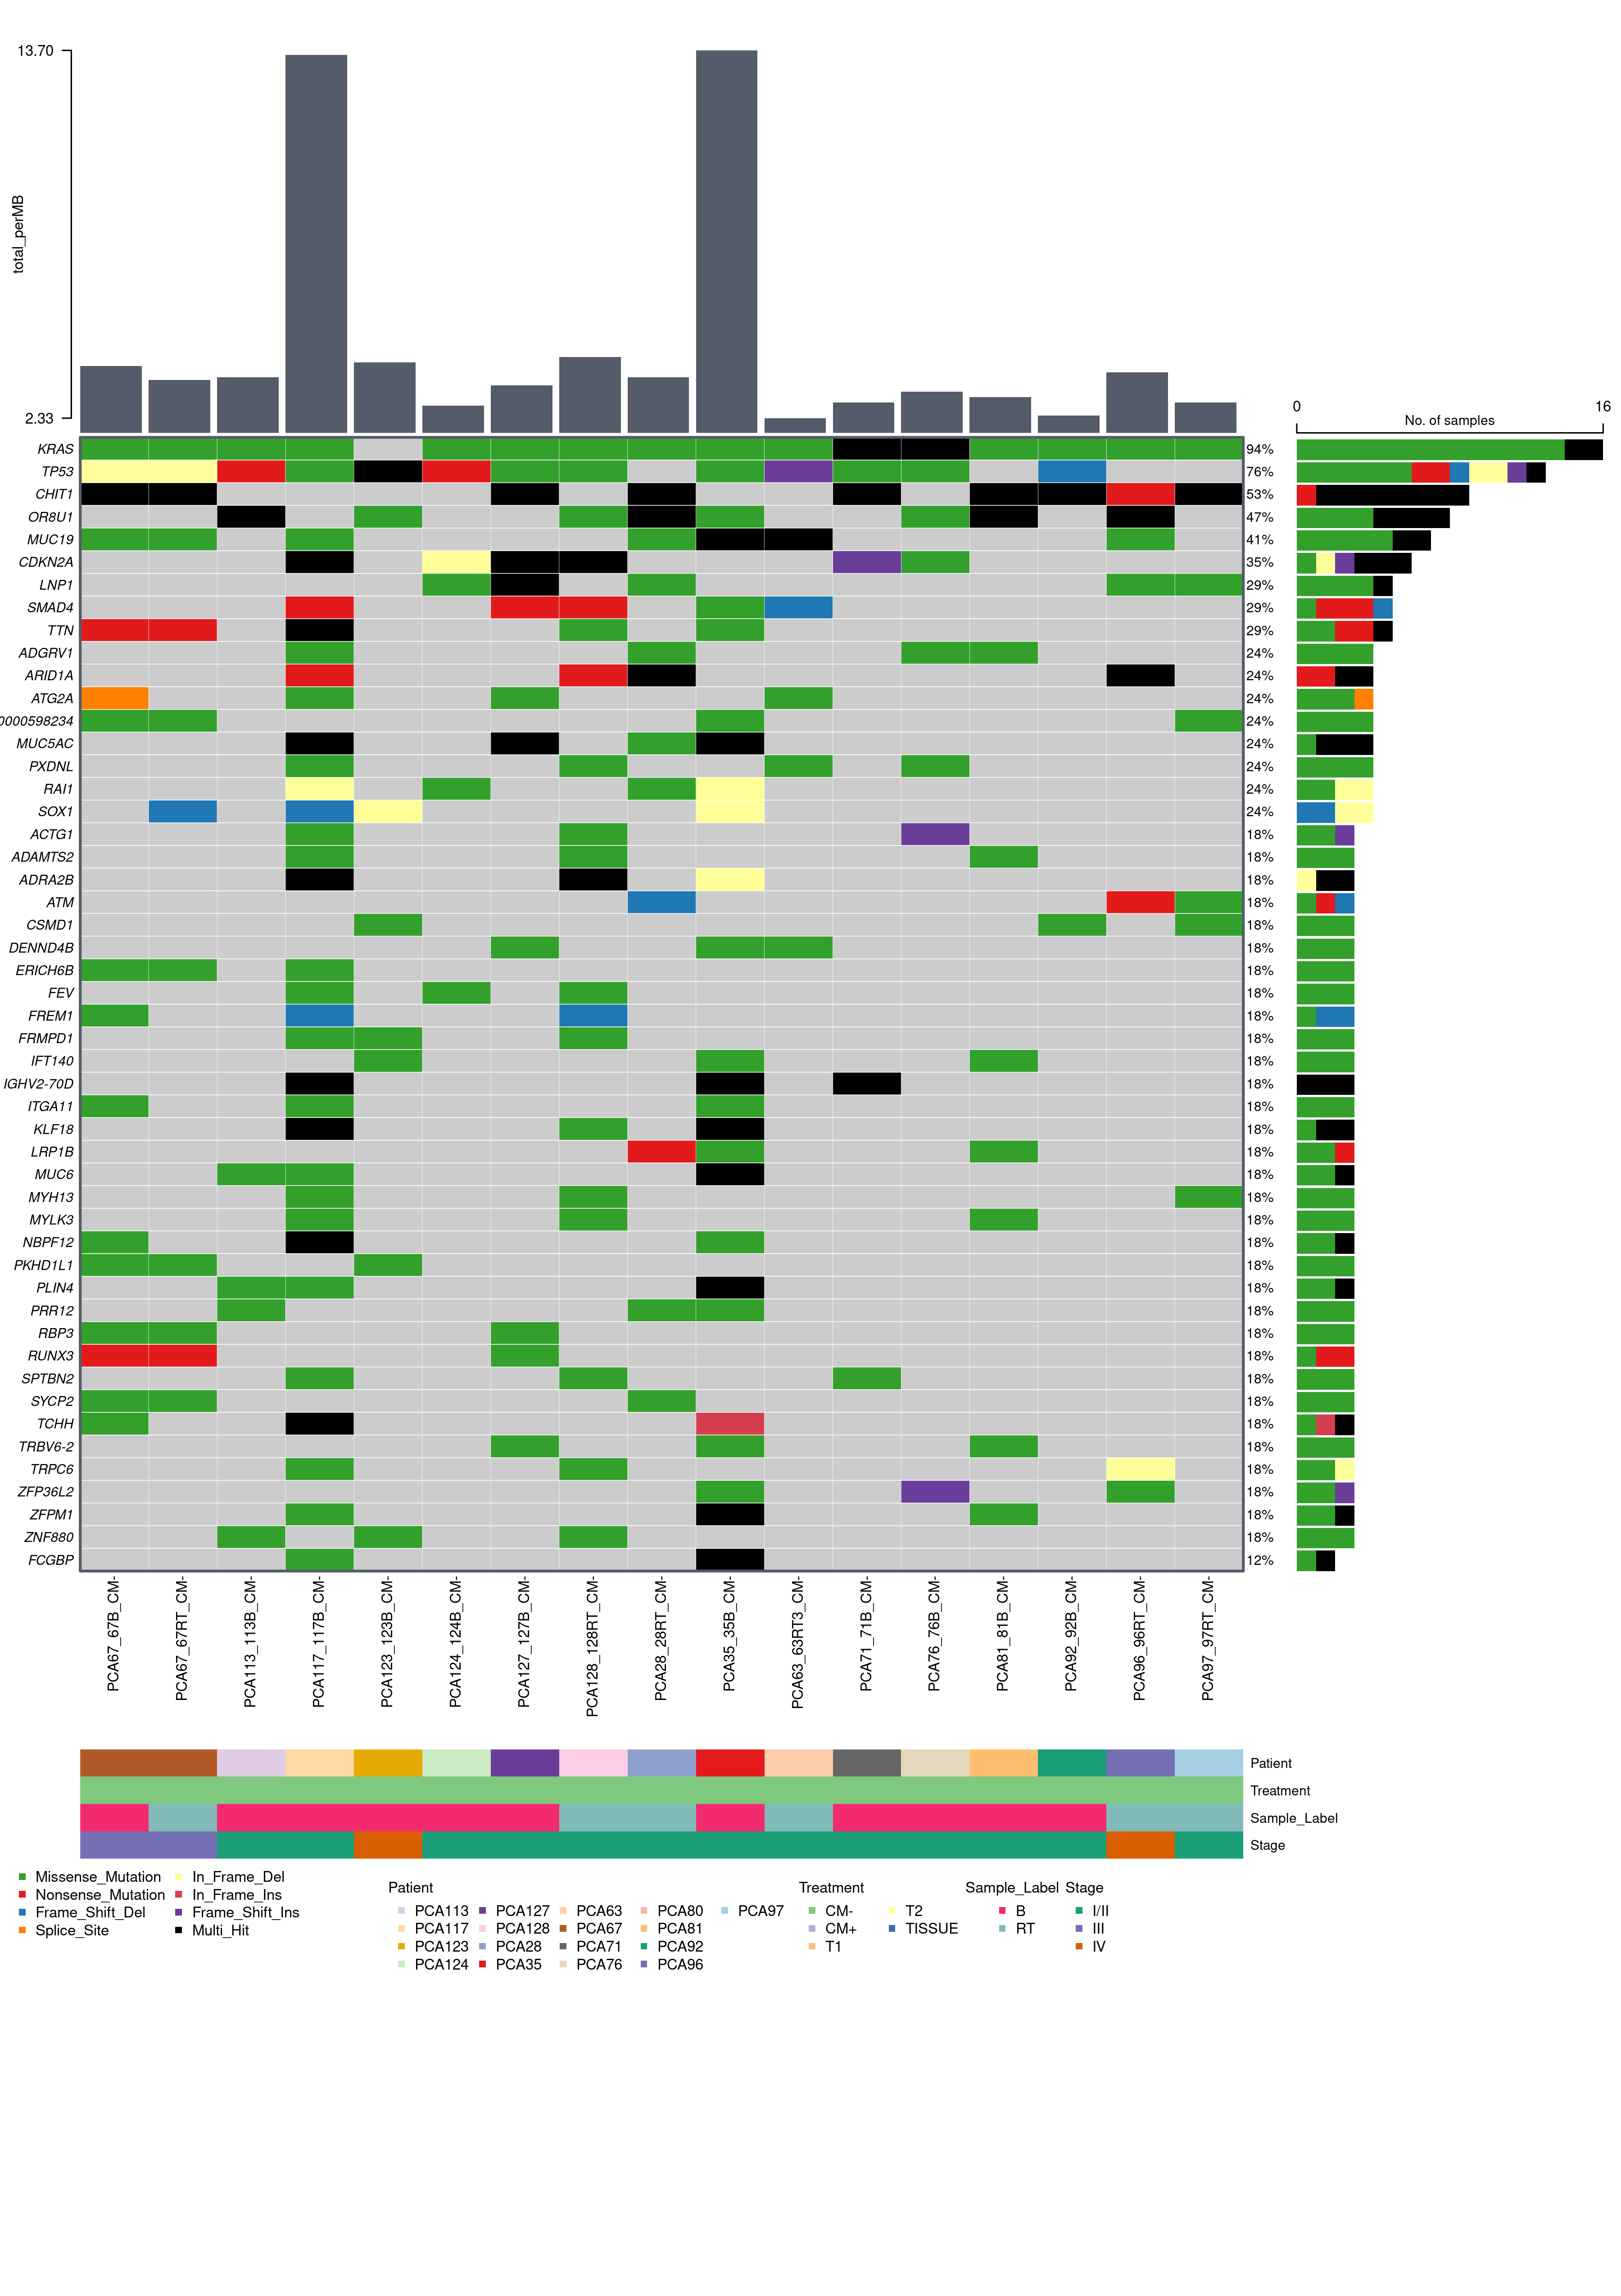 13.70
2.33
total_perMB
0 16
No. of samples
KRAS 94%
TP53 76%
CHIT1 53%
OR8U1 47%
MUC19 41%
CDKN2A 35%
LNP1 29%
SMAD4 29%
TTN 29%
ADGRV1 24%
ARID1A 24%
ATG2A 24%
0000598234 24%
MUC5AC 24%
PXDNL 24%
RAI1 24%
SOX1 24%
ACTG1 18%
ADAMTS2 18%
ADRA2B 18%
ATM 18%
CSMD1 18%
DENND4B 18%
ERICH6B 18%
FEV 18%
FREM1 18%
FRMPD1 18%
IFT140 18%
IGHV2-70D 18%
ITGA11 18%
KLF18 18%
LRP1B 18%
MUC6 18%
MYH13 18%
MYLK3 18%
NBPF12 18%
PKHD1L1 18%
PLIN4 18%
PRR12 18%
RBP3 18%
RUNX3 18%
SPTBN2 18%
SYCP2 18%
TCHH 18%
TRBV6-2 18%
TRPC6 18%
ZFP36L2 18%
ZFPM1 18%
ZNF880 18%
FCGBP 12%
PCA67_67B_CM-
PCA67_67RT_CM-
PCA113_113B_CM-
PCA117_117B_CM-
PCA123_123B_CM-
PCA124_124B_CM-
PCA127_127B_CM-
PCA128_128RT_CM-
PCA28_28RT_CM-
PCA35_35B_CM-
PCA63_63RT3_CM-
PCA71_71B_CM-
PCA76_76B_CM-
PCA81_81B_CM-
PCA92_92B_CM-
PCA96_96RT_CM-
PCA97_97RT_CM-
Patient
Treatment
Sample_Label
Stage
Missense_Mutation In_Frame_Del
Nonsense_Mutation In_Frame_Ins
Frame_Shift_Del Frame_Shift_Ins
Splice_Site Multi_Hit
Patient Treatment Sample_Label Stage
PCA113 PCA127 PCA63 PCA80 PCA97 CM- T2 B I/II
PCA117 PCA128 PCA67 PCA81 CM+ TISSUE RT III
PCA123 PCA28 PCA71 PCA92 T1 IV
PCA124 PCA35 PCA76 PCA96